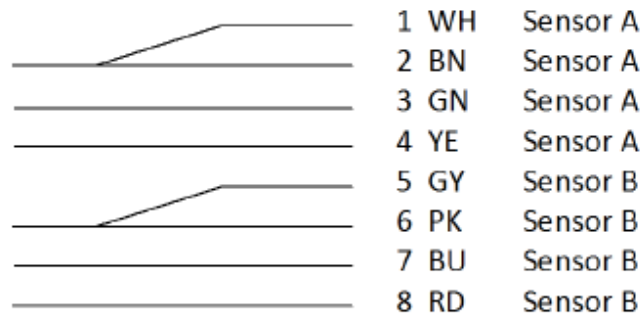 1 WH Sensor A
2 BN Sensor A
3 GN Sensor A
4 YE Sensor A
5 GY Sensor B
6 PK Sensor B
7 BU Sensor B
8 RD Sensor B